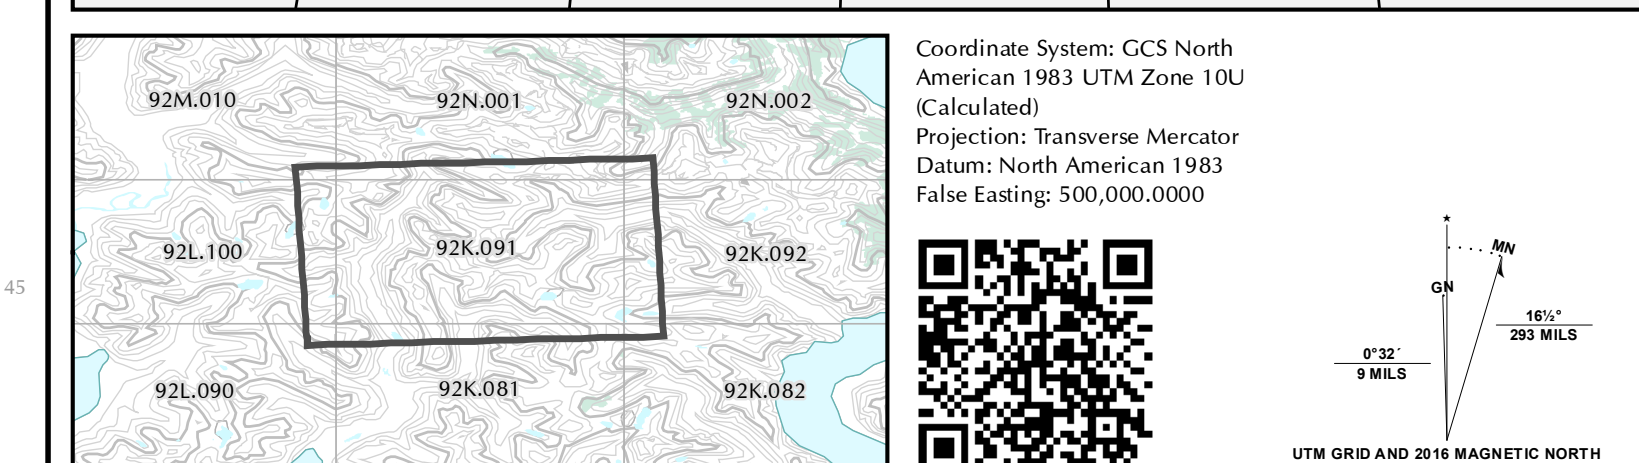 92M.010
92N.001
92N.002
92L.100
92K.091
92K.092
45
92L.090
92K.081
92K.082
Coordinate System: GCS North
American 1983 UTM Zone 10U
(Calculated)
Projection: Transverse Mercator
Datum: North American 1983
False Easting: 500,000.0000
MN
GN
16½°
293 MILS
0°32´
9 MILS
UTM GRID AND 2016 MAGNETIC NORTH